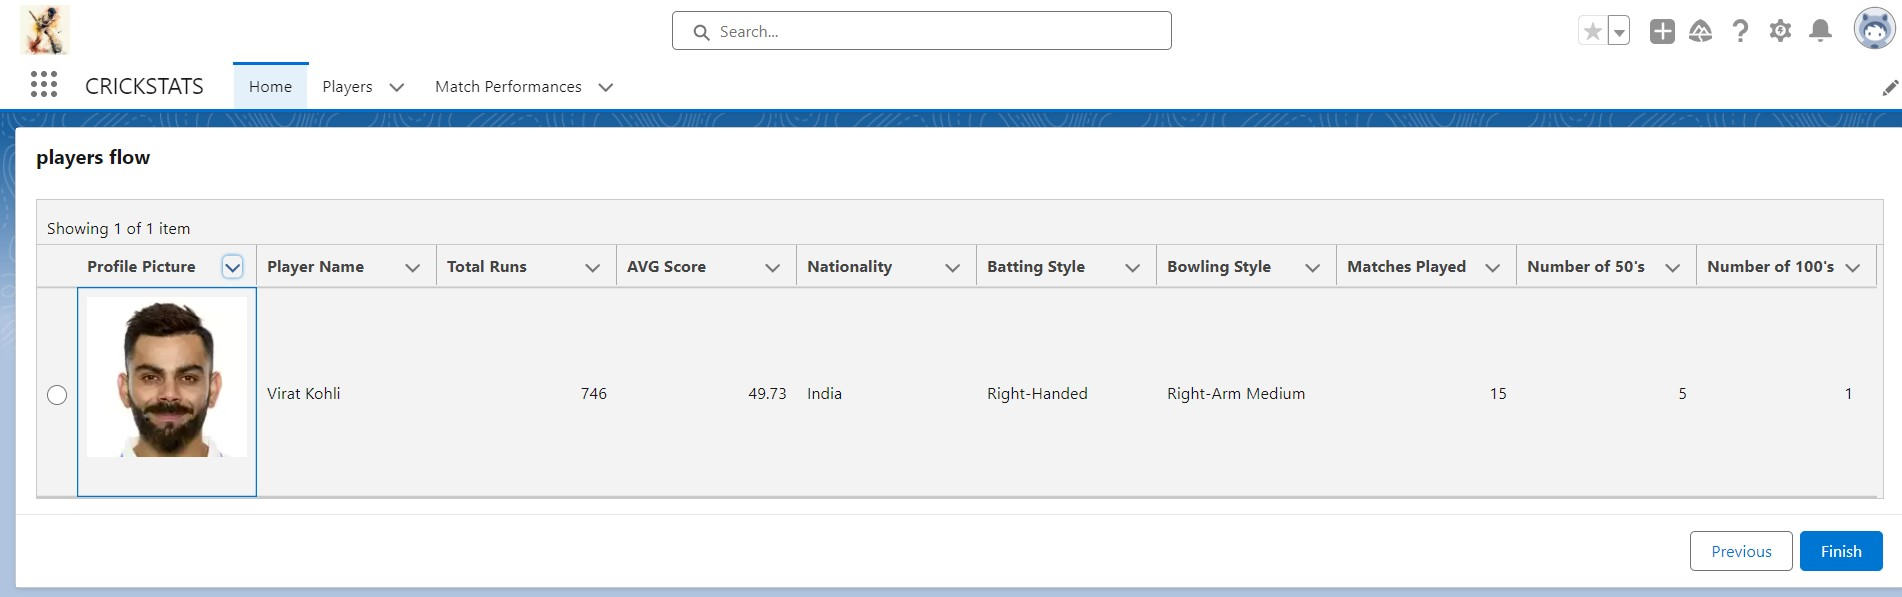 Search...
CRICKSTATS Home Players Match Performances
players flow
Showing 1 of 1 item
Profile Picture Player Name Total Runs AVG Score Nationality Batting Style Bowling Style Matches Played Number of 50's Number of 100's
Virat Kohli 746 49.73 India Right-Handed Right-Arm Medium 15 5 1
Previous Finish